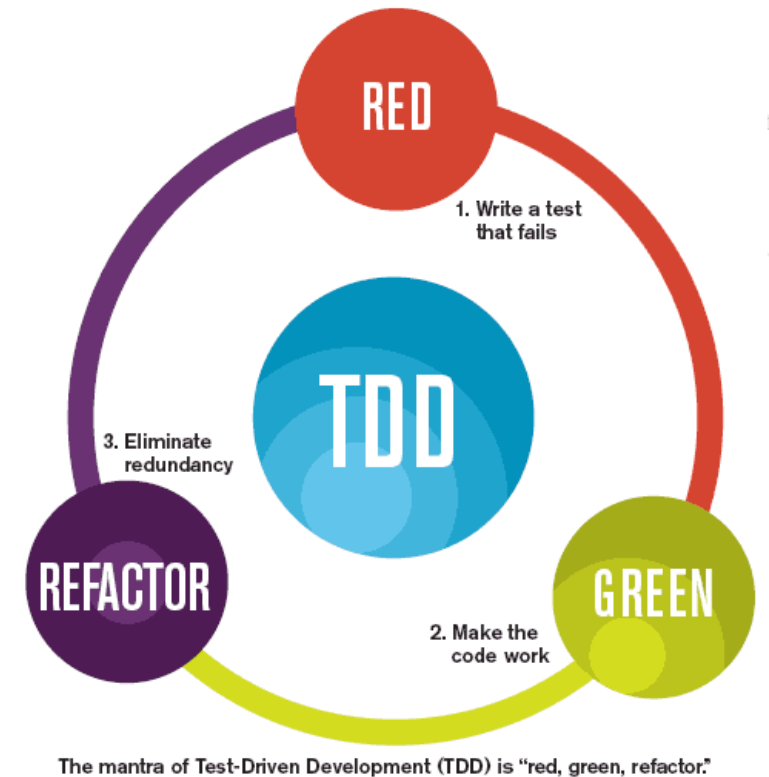 RED
1. Write a test
that fails
TDD
3. Eliminate
redundancy
REFACTOR
GREEN
2. Make the
code work
The mantra of Test-Driven Development (TDD) is “red, green, refactor.”